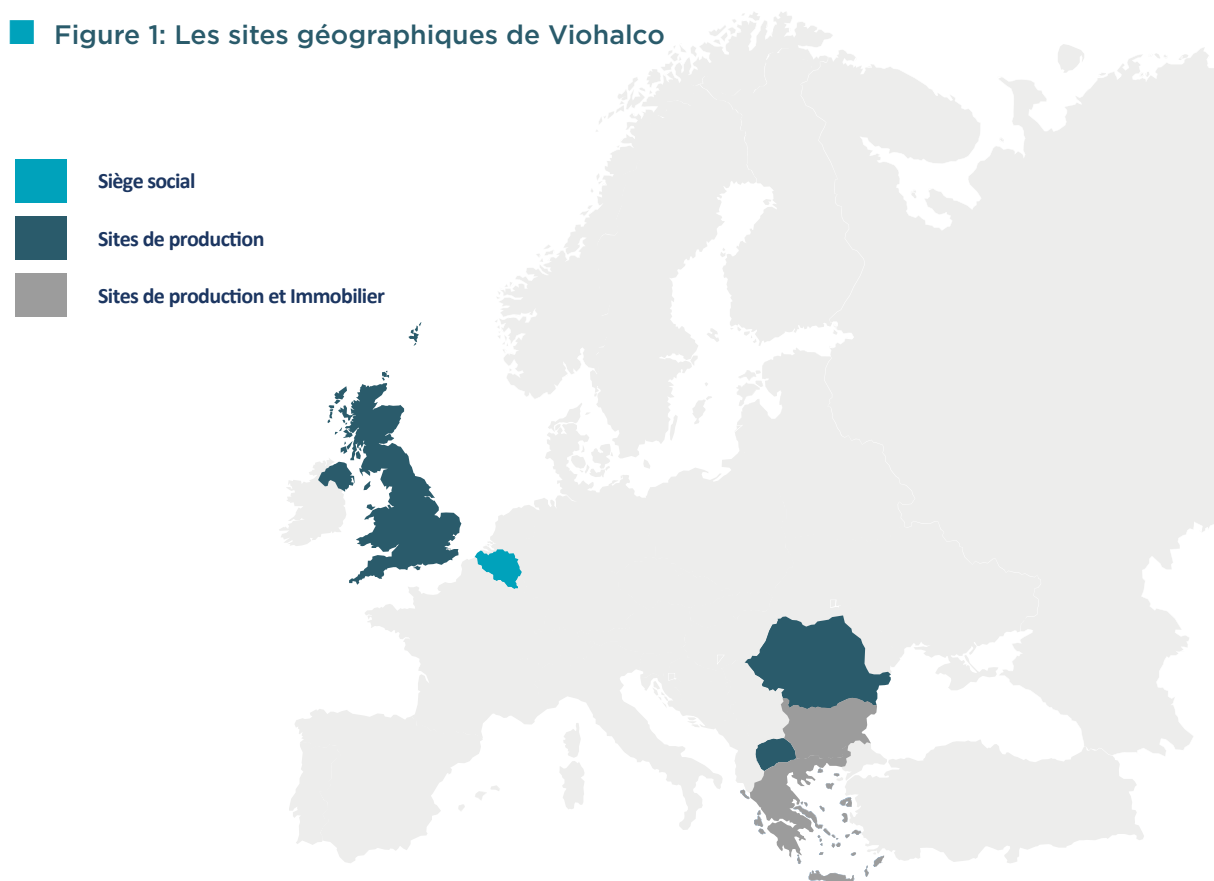 Figure 1: Les sites géographiques de Viohalco
Siège social
Sites de production
Sites de production et Immobilier